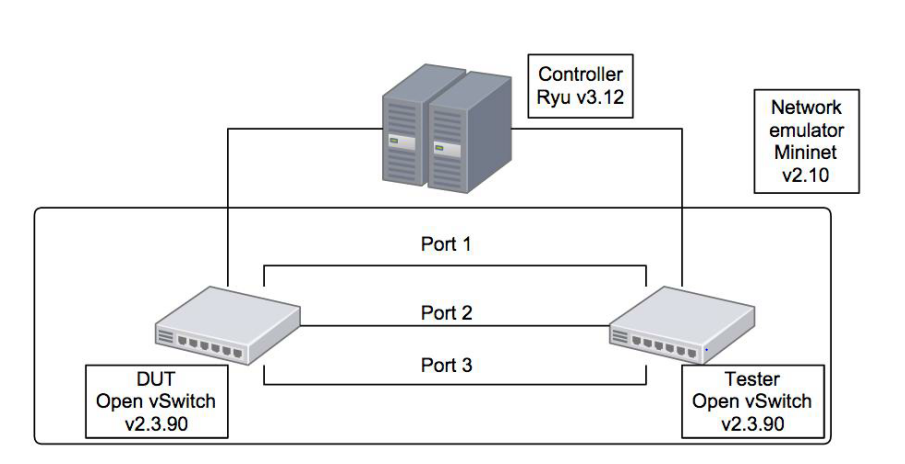 Controller
Ryu v3.12
Network
emulator
Mininet
v2.10
Port 1
Port 2
Port 3
DUT
Open vSwitch
v2.3.90
Tester
Open vSwitch
v2.3.90